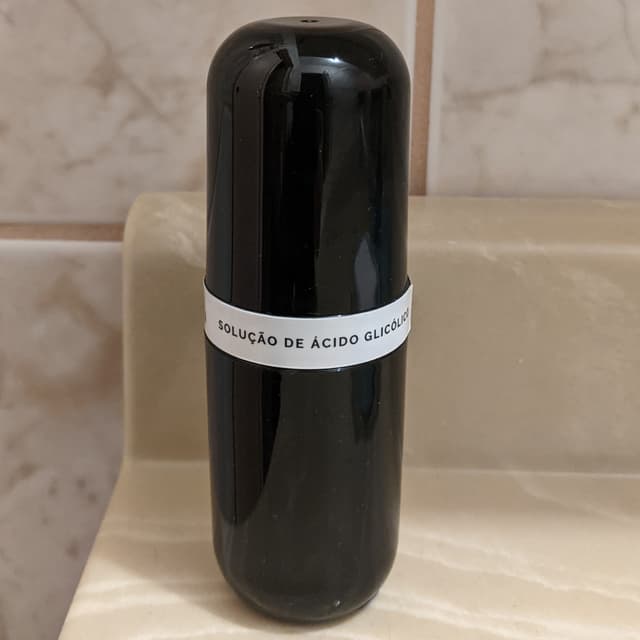 SOLUÇÃO DE ÁCIDO GLICÓLICO